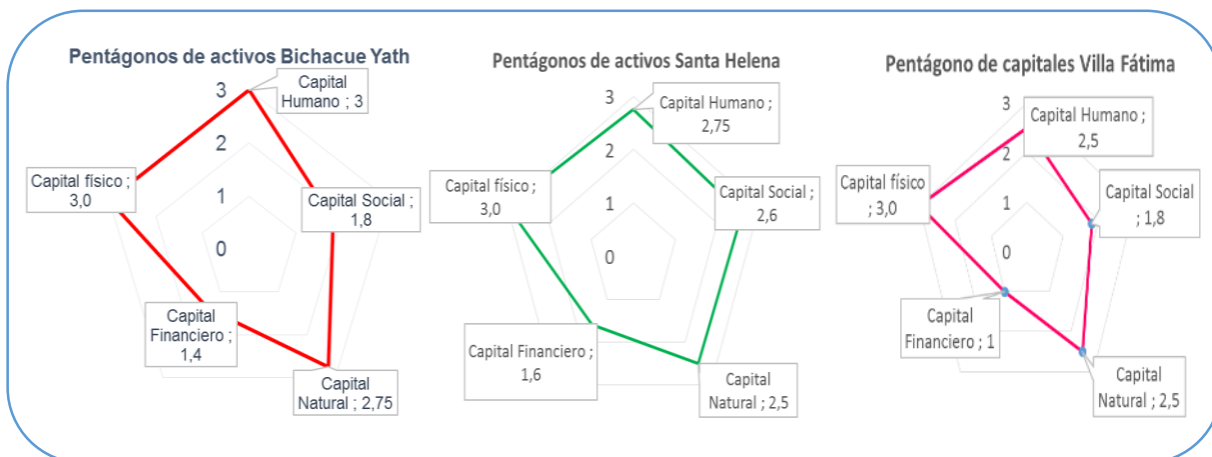 Pentágonos de activos Bichacue Yath
Capital
Humano ; 3
3
2
1
0
Capital físico ;
3,0
Capital Social ;
1,8
Capital
Financiero ;
1,4
Capital
Natural ; 2,75
Pentágonos de activos Santa Helena
3
2
1
0
Capital Humano ;
2,75
Capital físico ;
3,0
Capital Social ;
2,6
Capital Financiero ;
1,6
Capital
Natural ; 2,5
Pentágono de capitales Villa Fátima
3
2
1
0
Capital Humano ;
2,5
Capital físico
; 3,0
Capital Social
; 1,8
Capital
Financiero ; 1
Capital
Natural ; 2,5